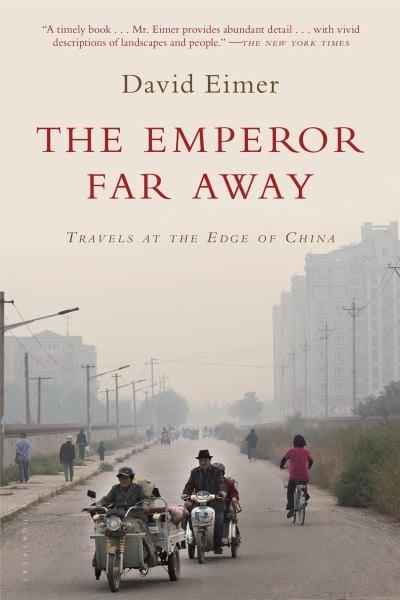 “A timely book . . . Mr. Eimer provides abundant detail . . . with vivid
descriptions of landscapes and people.” —THE NEW YORK TIMES
David Eimer
THE EMPEROR
FAR AWAY
TRAVELS AT THE EDGE OF CHINA
BLOOMSBURY